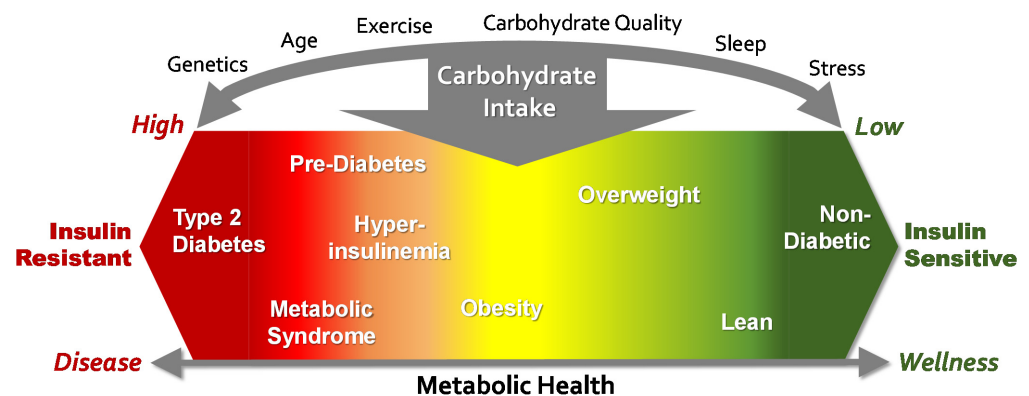 Exercise
Carbohydrate Quality
Age
Sleep
Genetics
Stress
Carbohydrate
Intake
High
Low
Pre-Diabetes
Overweight
Type 2
Diabetes
Hyper-
insulinemia
Non-
Diabetic
Insulin
Resistant
Insulin
Sensitive
Metabolic
Syndrome
Obesity
Lean
Disease
Wellness
Metabolic Health